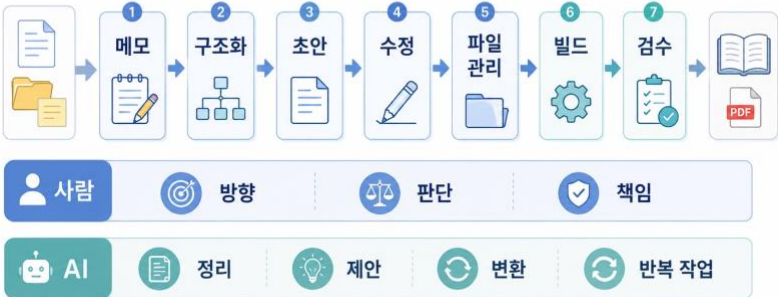 1 2 3 4 5 6 7
메모 구조화 초안 수정 파일 관리 빌드 검수
PDF
사람 방향 판단 책임
AI 정리 제안 변환 반복 작업